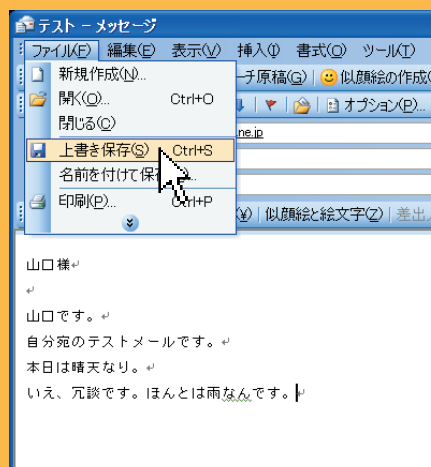 テスト - メッセージ
ファイル(F) 編集(E) 表示(V) 挿入(I) 書式(O) ツール(T)
新規作成(N)...
ーチ原稿(G) 似顔絵の作成(
開く(O)... Ctrl+O
オプション(P)...
閉じる(C)
ne.jp
上書き保存(S) Ctrl+S
名前を付けて保
印刷(P)... Ctrl+P
(Y) 似顔絵と絵文字(Z) 差出
山口様↵
↵
山口です。↵
自分宛のテストメールです。↵
本日は晴天なり。↵
いえ、冗談です。ほんとは雨なんです。↵